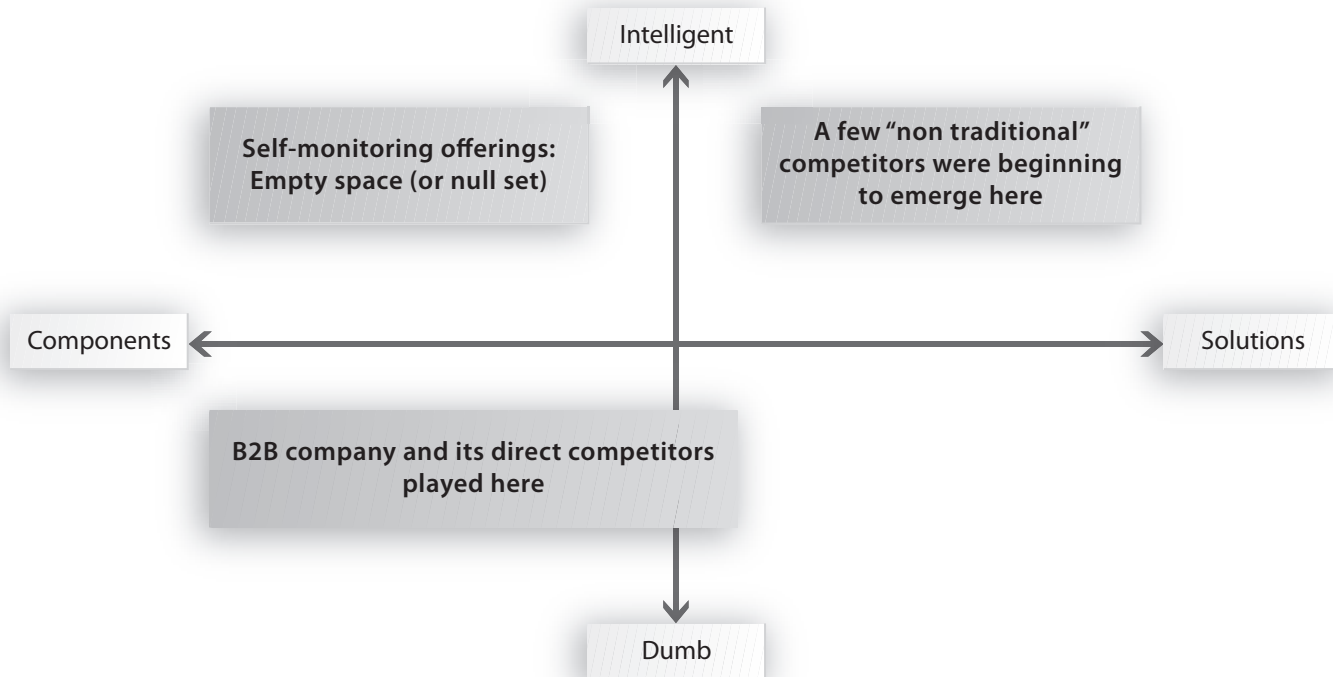 Intelligent
Self-monitoring offerings:
Empty space (or null set)
A few “non traditional”
competitors were beginning
to emerge here
Components
Solutions
B2B company and its direct competitors
played here
Dumb